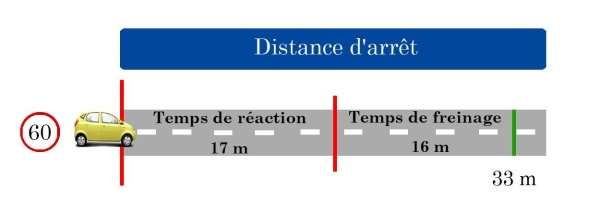 Distance d'arrêt
60
Temps de réaction
17 m
Temps de freinage
16 m
33 m